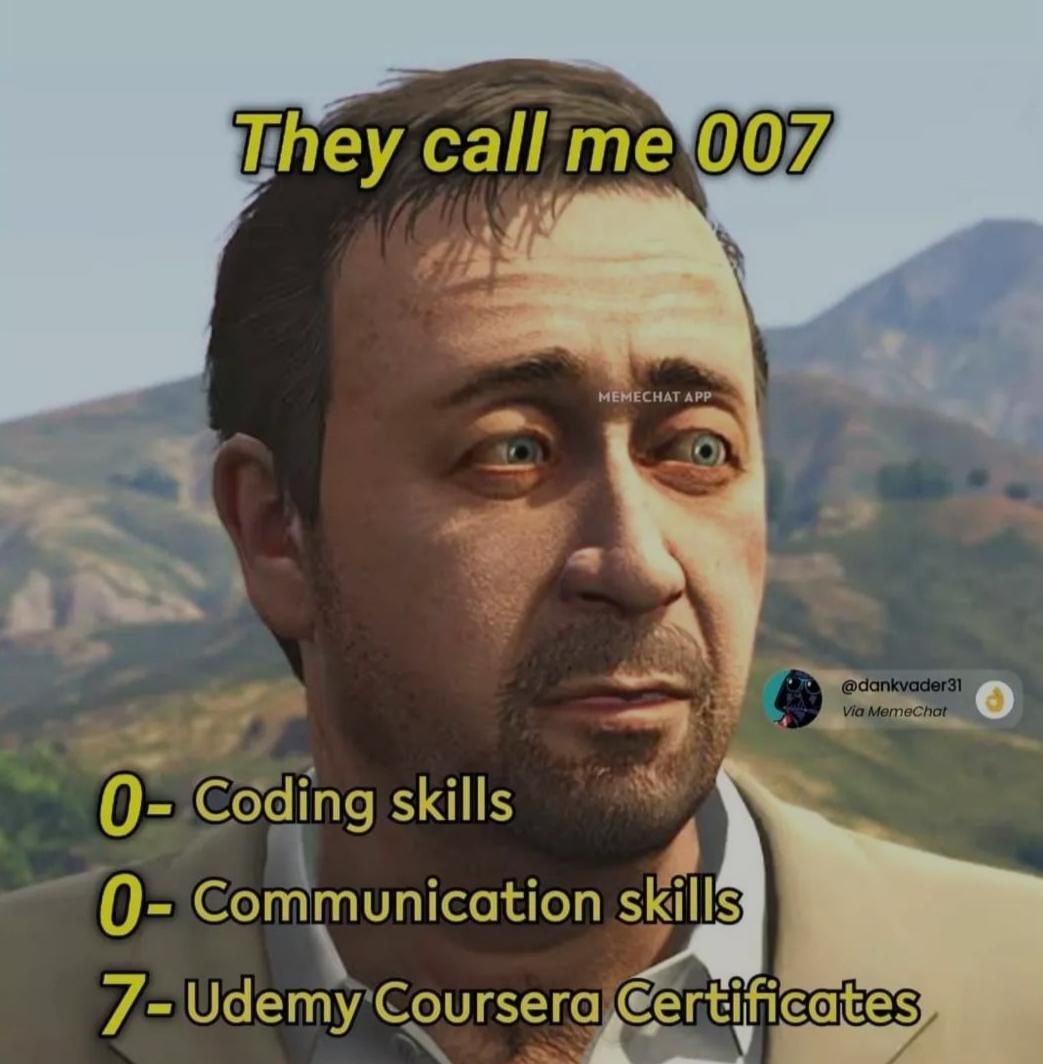 They call me 007
MEMECHAT APP
@dankvader31
Via MemeChat
0- Coding skills
0- Communication skills
7- Udemy Coursera Certificates